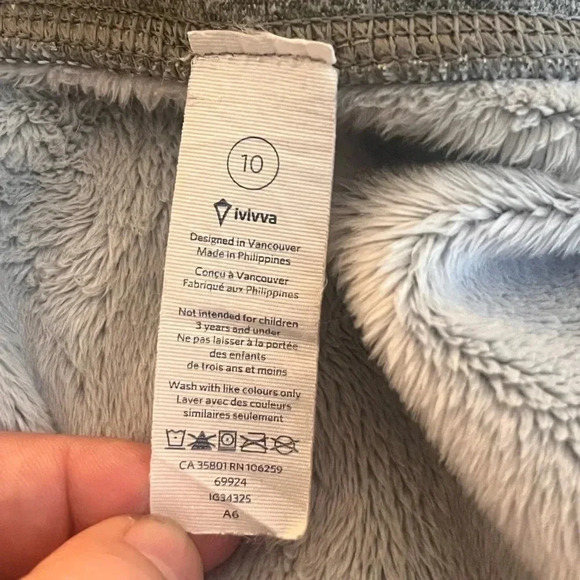 10
ivivva
Designed in Vancouver
Made in Philippines
Conçu à Vancouver
Fabriqué aux Philippines
Not intended for children
3 years and under
Ne pas laisser à la portée
des enfants
de trois ans et moins
Wash with like colours only
Laver avec des couleurs
similaires seulement
CA 35801 RN 106259
69924
IG34325
A6